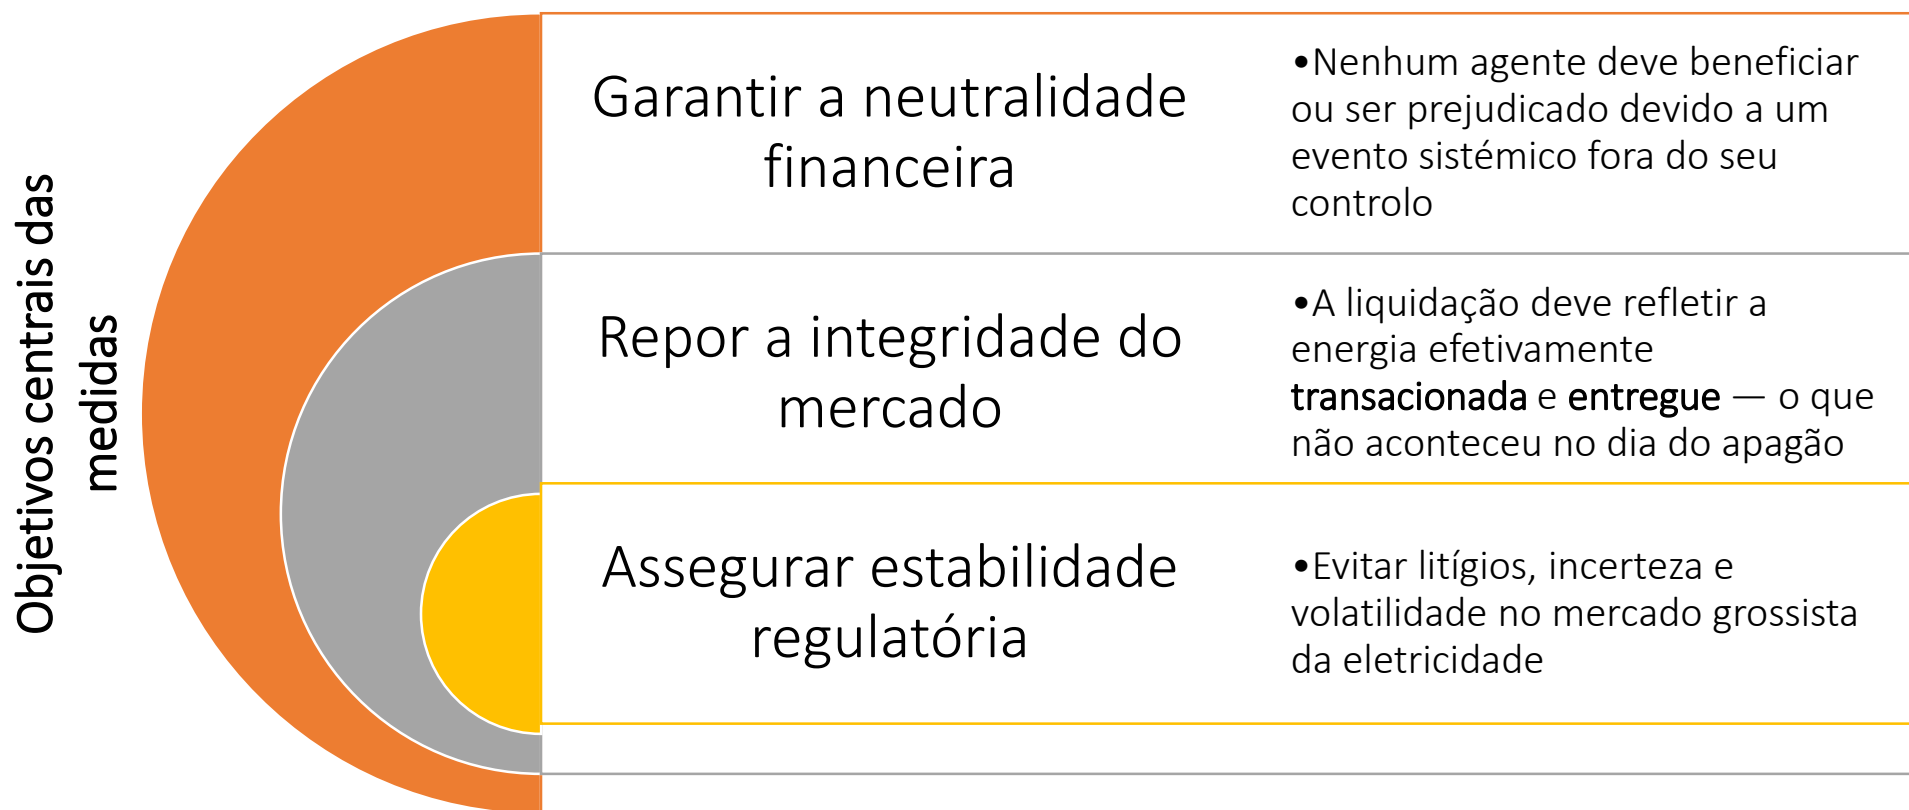 Objetivos centrais das
medidas
Garantir a neutralidade
financeira
•Nenhum agente deve beneficiar
ou ser prejudicado devido a um
evento sistémico fora do seu
controlo
Repor a integridade do
mercado
•A liquidação deve refletir a
energia efetivamente
transacionada e entregue — o que
não aconteceu no dia do apagão
Assegurar estabilidade
regulatória
•Evitar litígios, incerteza e
volatilidade no mercado grossista
da eletricidade